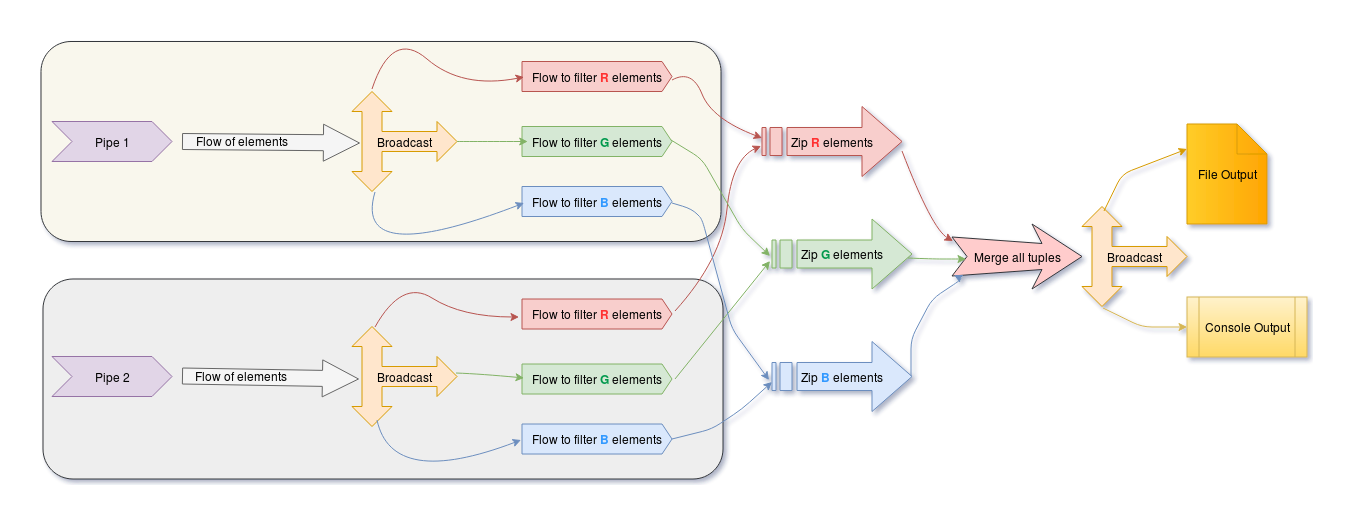 Pipe 1
Flow of elements
Broadcast
Flow to filter R elements
Flow to filter G elements
Flow to filter B elements
Pipe 2
Flow of elements
Broadcast
Flow to filter R elements
Flow to filter G elements
Flow to filter B elements
Zip R elements
Zip G elements
Zip B elements
Merge all tuples
Broadcast
File Output
Console Output